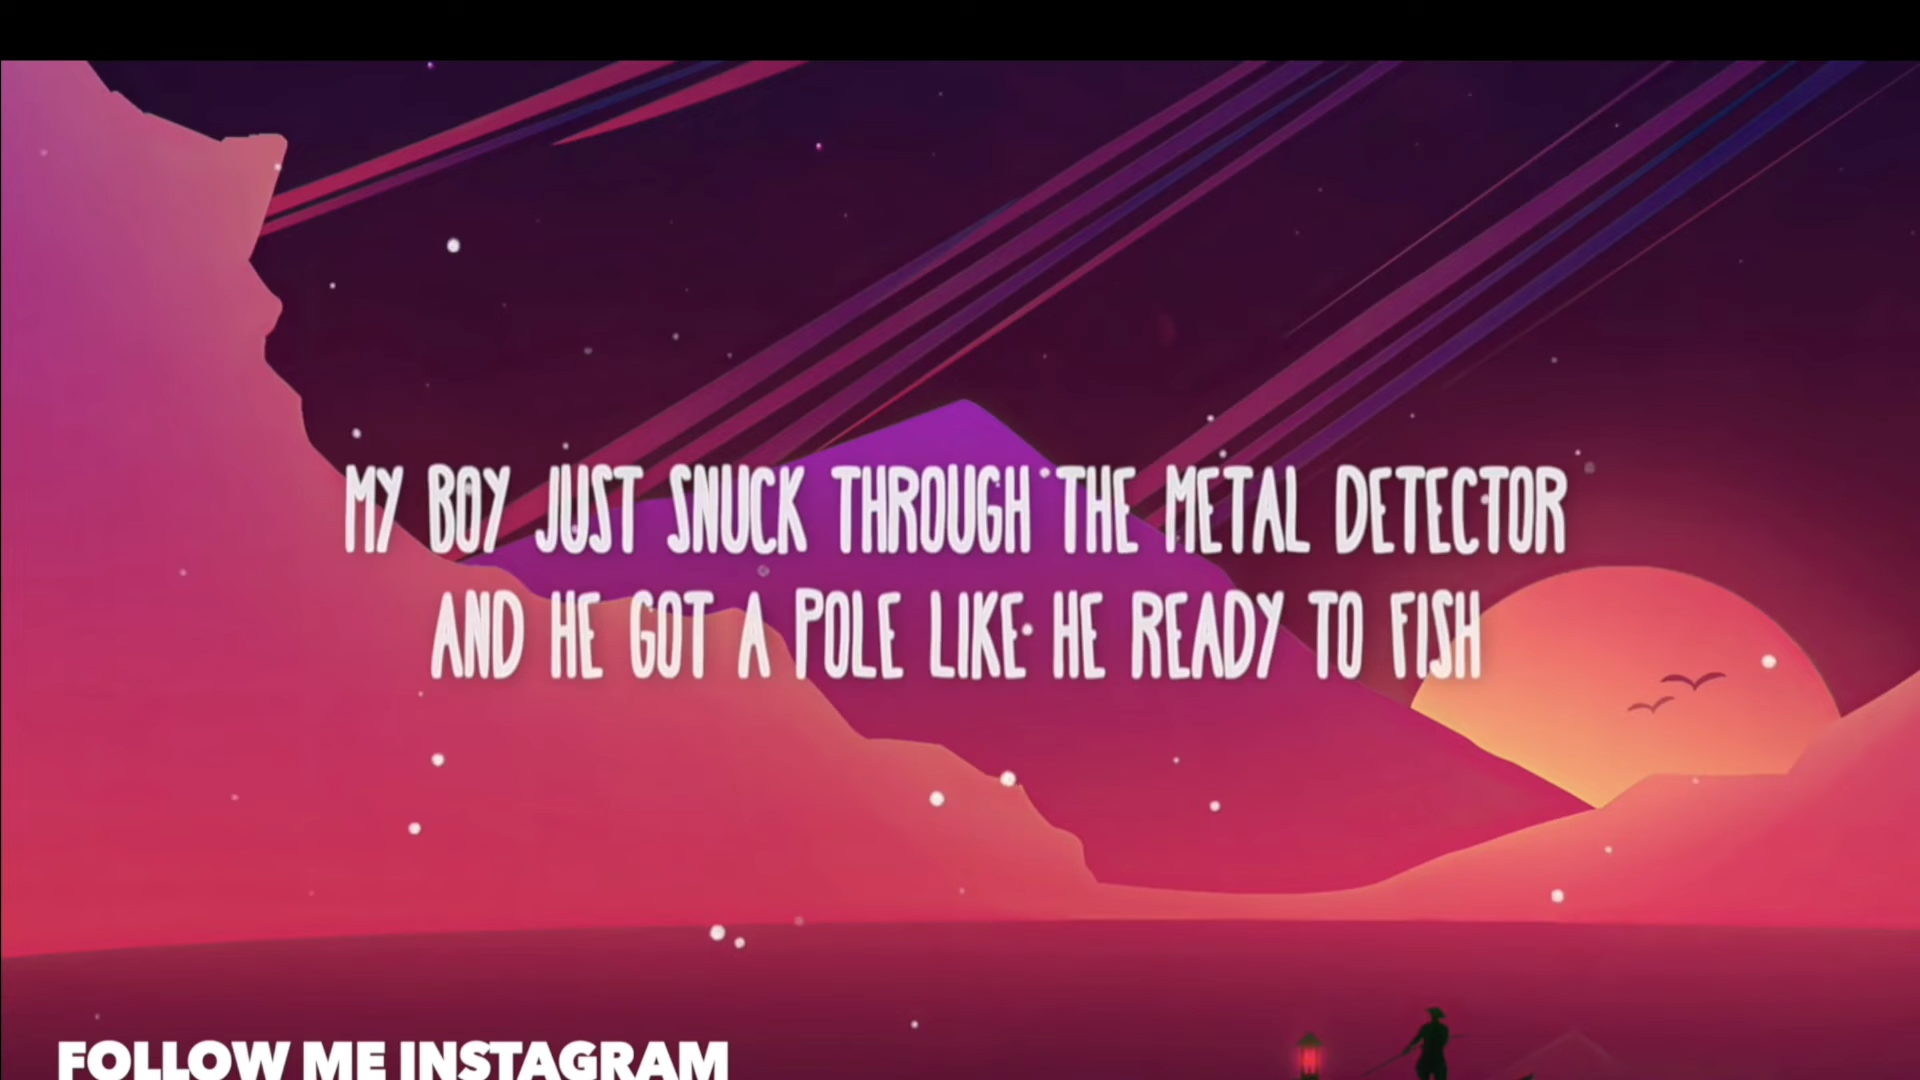 MY BOY JUST SNUCK THROUGH THE METAL DETECTOR
AND HE GOT A POLE LIKE HE READY TO FISH
FOLLOW ME INSTAGRAM